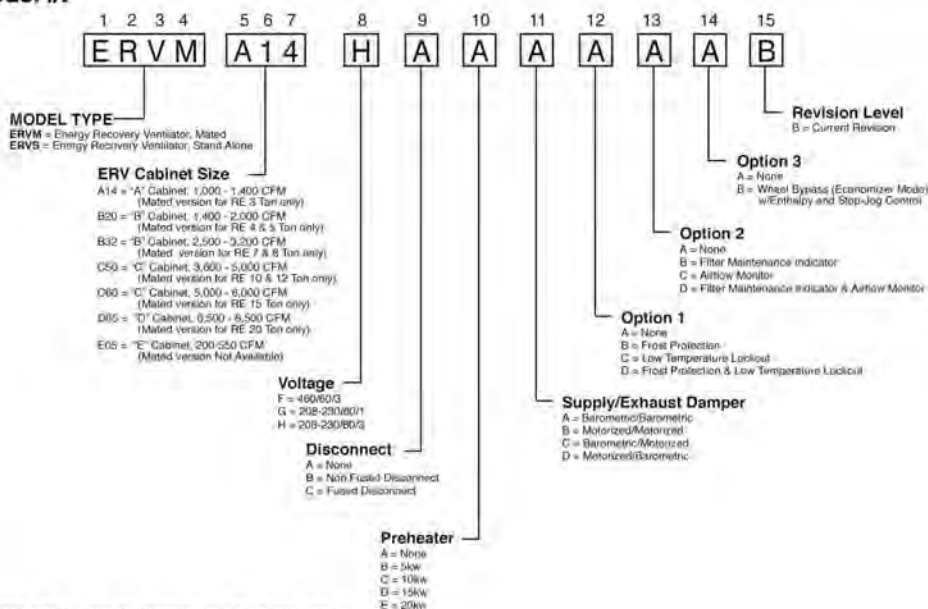 1 2 3 4 5 6 7 8 9 10 11 12 13 14 15
E R V M A 1 4 H A A A A A A B
MODEL TYPE
ERVM = Energy Recovery Ventilator, Mated
ERVS = Energy Recovery Ventilator, Stand Alone
ERV Cabinet Size
A14 = "A" Cabinet, 1,000 - 1,400 CFM
(Mated version for RE 3 Ton only)
B20 = "B" Cabinet, 1,400 - 2,000 CFM
(Mated version for RE 4 & 5 Ton only)
B32 = "B" Cabinet, 2,500 - 3,200 CFM
(Mated version for RE 7 & 8 Ton only)
C50 = "C" Cabinet, 3,600 - 5,000 CFM
(Mated version for RE 10 & 12 Ton only)
"C" Cabinet, 5,000 - 6,000 CFM
(Mated version for RE 15 Ton only)
"D" Cabinet, 8,500 CFM
(Mated version for RE 20 Ton only)
E05 = "E" Cabinet, 200-550 CFM
(Mated version Not Available)
Voltage
F = 460/60/3
G = 208-230/60/1
H = 208-230/60/3
Disconnect
A = None
B = Non Fused Disconnect
C = Fused Disconnect
Preheater
A = None
B = 5kw
C = 10kw
D = 15kw
E = 20kw
Supply/Exhaust Damper
A = Barometric/Barometric
B = Motorized/Motorized
C = Barometric/Motorized
D = Motorized/Barometric
Option 1
A = None
B = Frost Protection
C = Low Temperature Lockout
D = Frost Protection & Low Temperature Lockout
Option 2
A = None
B = Filter Maintenance Indicator
C = Airflow Monitor
D = Filter Maintenance Indicator & Airflow Monitor
Option 3
A = None
B = Wheel Bypass (Economizer Mode)
w/Enthalpy and Stop-Jog Control
Revision Level
B = Current Revision